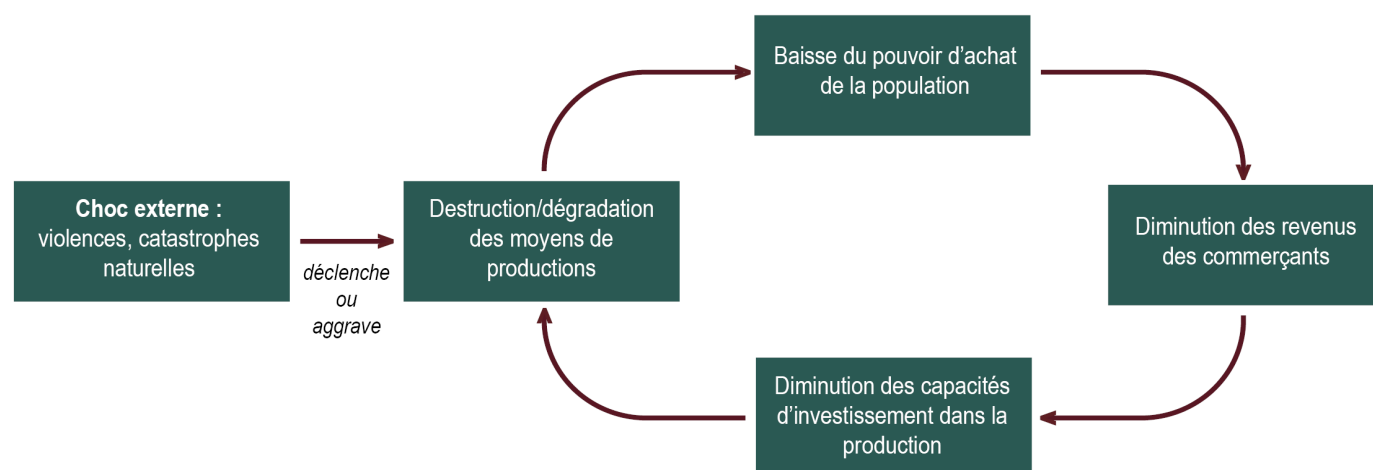 Baisse du pouvoir d’achat
de la population
Choc externe :
violences, catastrophes
naturelles
déclenche
ou
aggrave
Destruction/dégradation
des moyens de
productions
Diminution des revenus
des commerçants
Diminution des capacités
d’investissement dans la
production